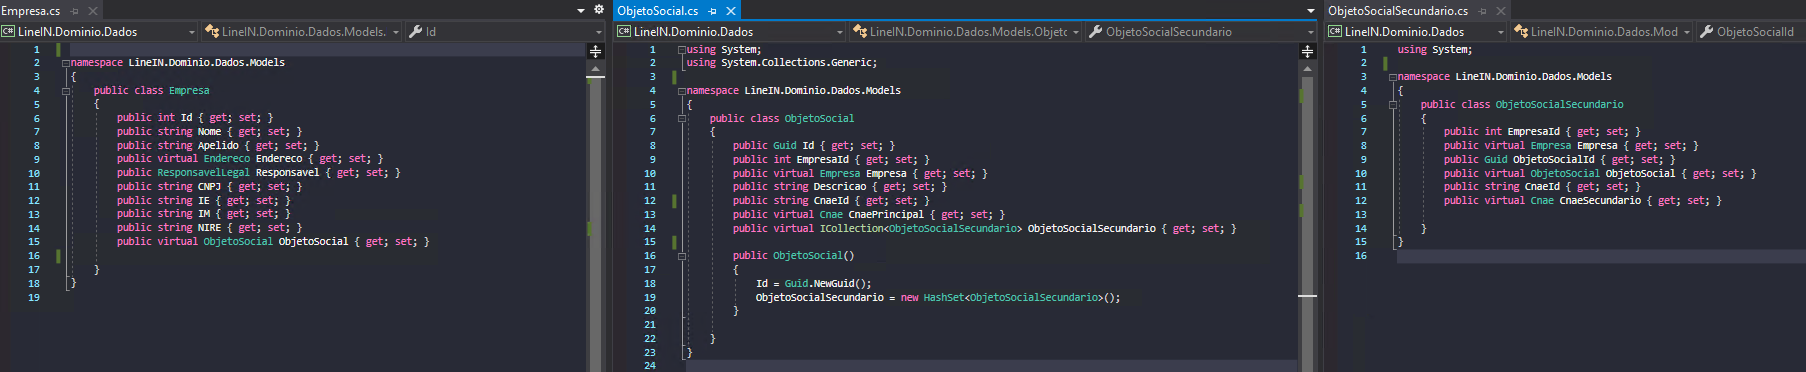 Empresa.cs
LineIN.Dominio.Dados
LineIN.Dominio.Dados.Models.
Id
1
2 namespace LineIN.Dominio.Dados.Models
3 {
4 public class Empresa
5 {
6 public int Id { get; set; }
7 public string Nome { get; set; }
8 public string Apelido { get; set; }
9 public virtual Endereco Endereco { get; set; }
10 public ResponsavelLegal Responsavel { get; set; }
11 public string CNPJ { get; set; }
12 public string IE { get; set; }
13 public string IM { get; set; }
14 public string NIRE { get; set; }
15 public virtual ObjetoSocial ObjetoSocial { get; set; }
16
17 }
18 }
19
ObjetoSocial.cs
C# LineIN.Dominio.Dados
LineIN.Dominio.Dados.Models.Objetc
ObjetoSocialSecundario
1 using System;
2 using System.Collections.Generic;
3
4 namespace LineIN.Dominio.Dados.Models
5 {
6 public class ObjetoSocial
7 {
8 public Guid Id { get; set; }
9 public int EmpresaId { get; set; }
10 public virtual Empresa Empresa { get; set; }
11 public string Descricao { get; set; }
12 public string CnaeId { get; set; }
13 public virtual Cnae CnaePrincipal { get; set; }
14 public virtual ICollection<ObjetoSocialSecundario> ObjetoSocialSecundario { get; set; }
15
16 public ObjetoSocial()
17 {
18 Id = Guid.NewGuid();
19 ObjetoSocialSecundario = new HashSet<ObjetoSocialSecundario>();
20 }
21
22 }
23 }
24
ObjetoSocialSecundario.cs
C# LineIN.Dominio.Dados
LineIN.Dominio.Dados.Mod
ObjetoSocialId
1 using System;
2
3 namespace LineIN.Dominio.Dados.Models
4 {
5 public class ObjetoSocialSecundario
6 {
7 public int EmpresaId { get; set; }
8 public virtual Empresa Empresa { get; set; }
9 public Guid ObjetoSocialId { get; set; }
10 public virtual ObjetoSocial ObjetoSocial { get; set; }
11 public string CnaeId { get; set; }
12 public virtual Cnae CnaeSecundario { get; set; }
13
14 }
15 }
16